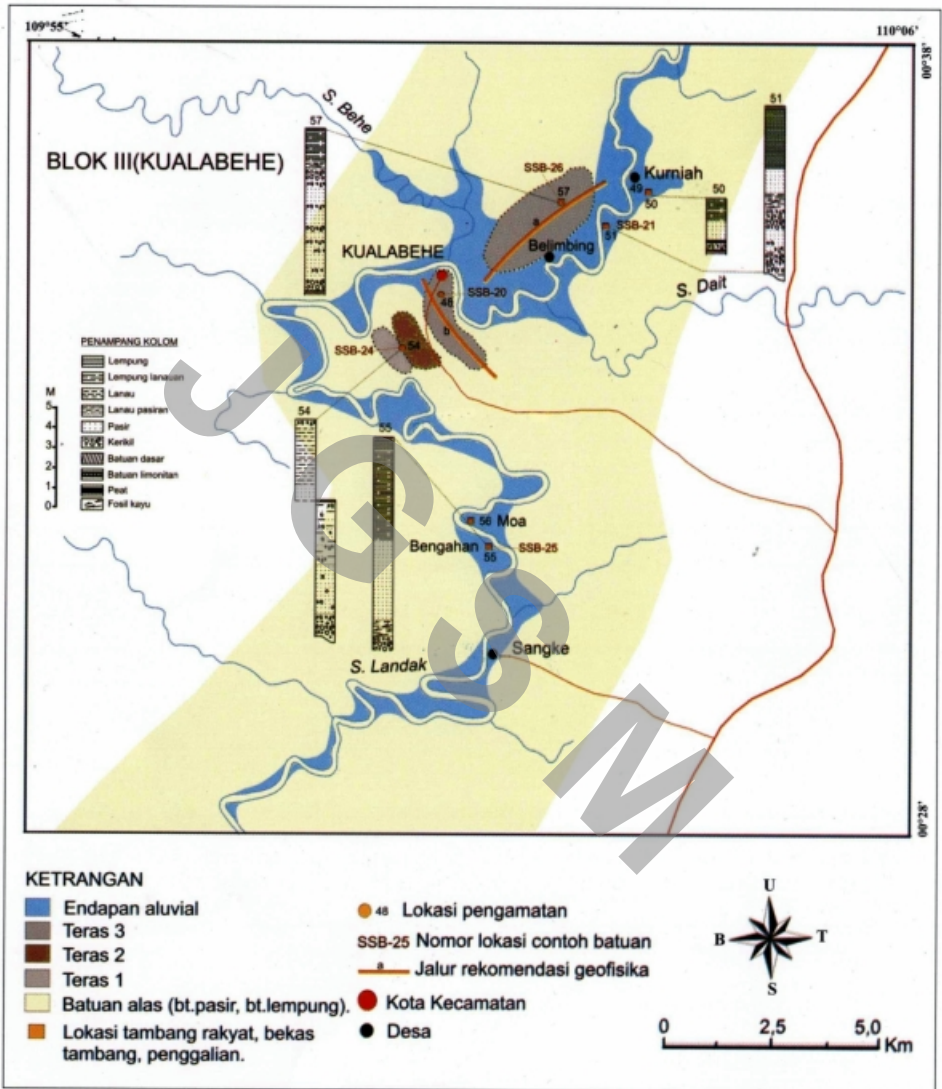 109°55'
110°06'
00°38'
BLOK III(KUALABEHE)
S. Behe
57
51
SSB-26
Kurniah
49
50
50
57
a
SSB-21
51
Belimbing
KUALABEHE
S. Dait
SSB-20
48
b
SSB-24
54
PENAMPANG KOLOM
Lempung
Lempung lanauan
Lanau
Lanau pasiran
Pasir
Kerikil
Batuan dasar
Batuan limonitan
Peat
Fosil kayu
M
5
4
3
2
1
0
54
55
56 Moa
Bengahan
55
SSB-25
Sangke
S. Landak
JGSM
00°28'
KETRANGAN
Endapan aluvial
Teras 3
Teras 2
Teras 1
Batuan alas (bt.pasir, bt.lempung).
Lokasi tambang rakyat, bekas
tambang, penggalian.
48 Lokasi pengamatan
SSB-25 Nomor lokasi contoh batuan
a Jalur rekomendasi geofisika
Kota Kecamatan
Desa
U
B T
S
0 2,5 5,0 Km